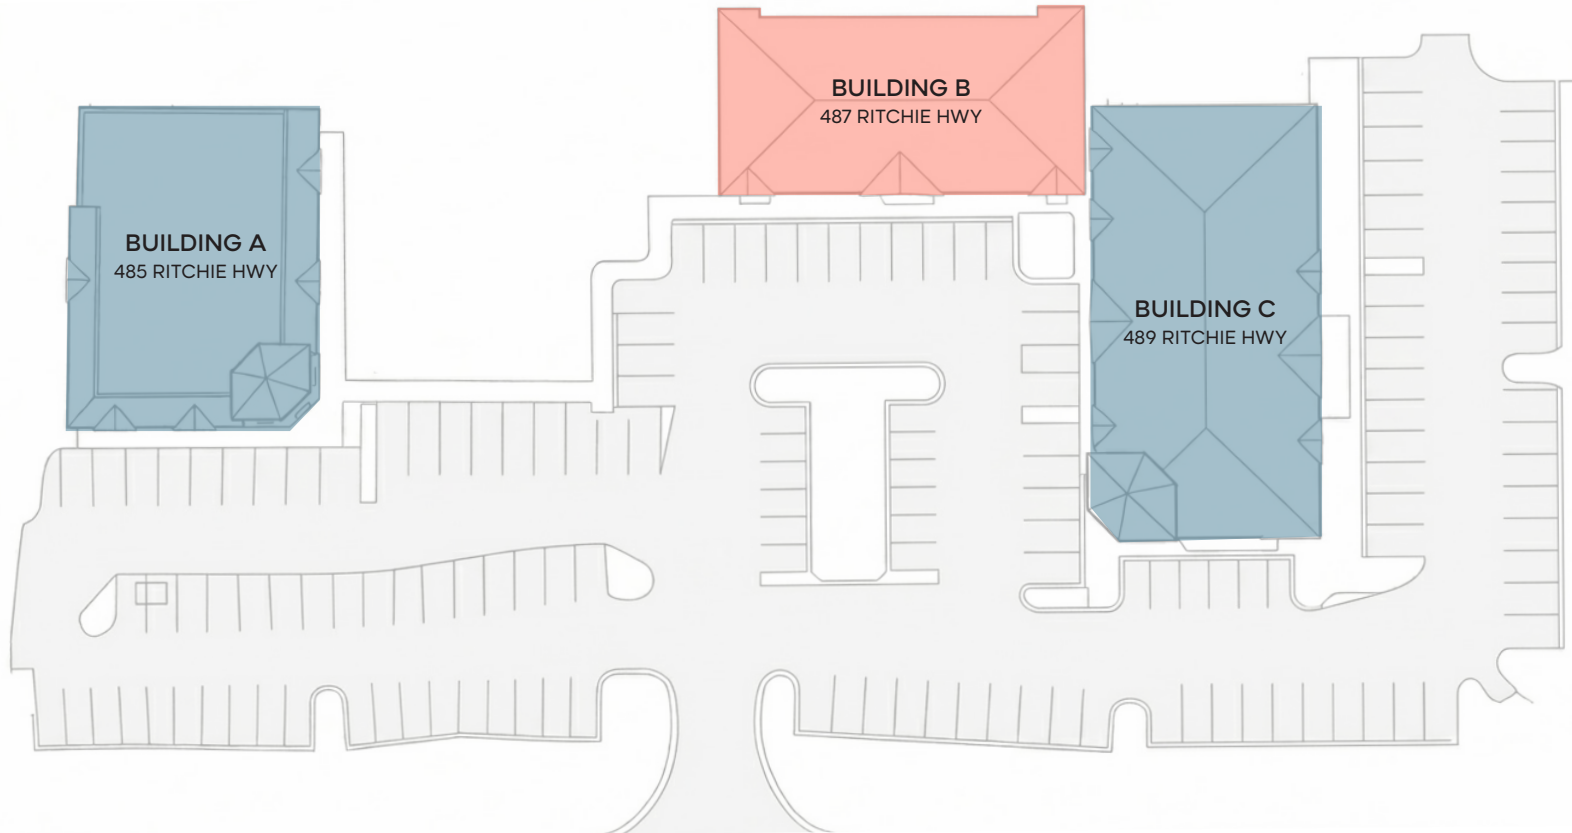 BUILDING B
487 RITCHIE HWY
BUILDING A
485 RITCHIE HWY
BUILDING C
489 RITCHIE HWY